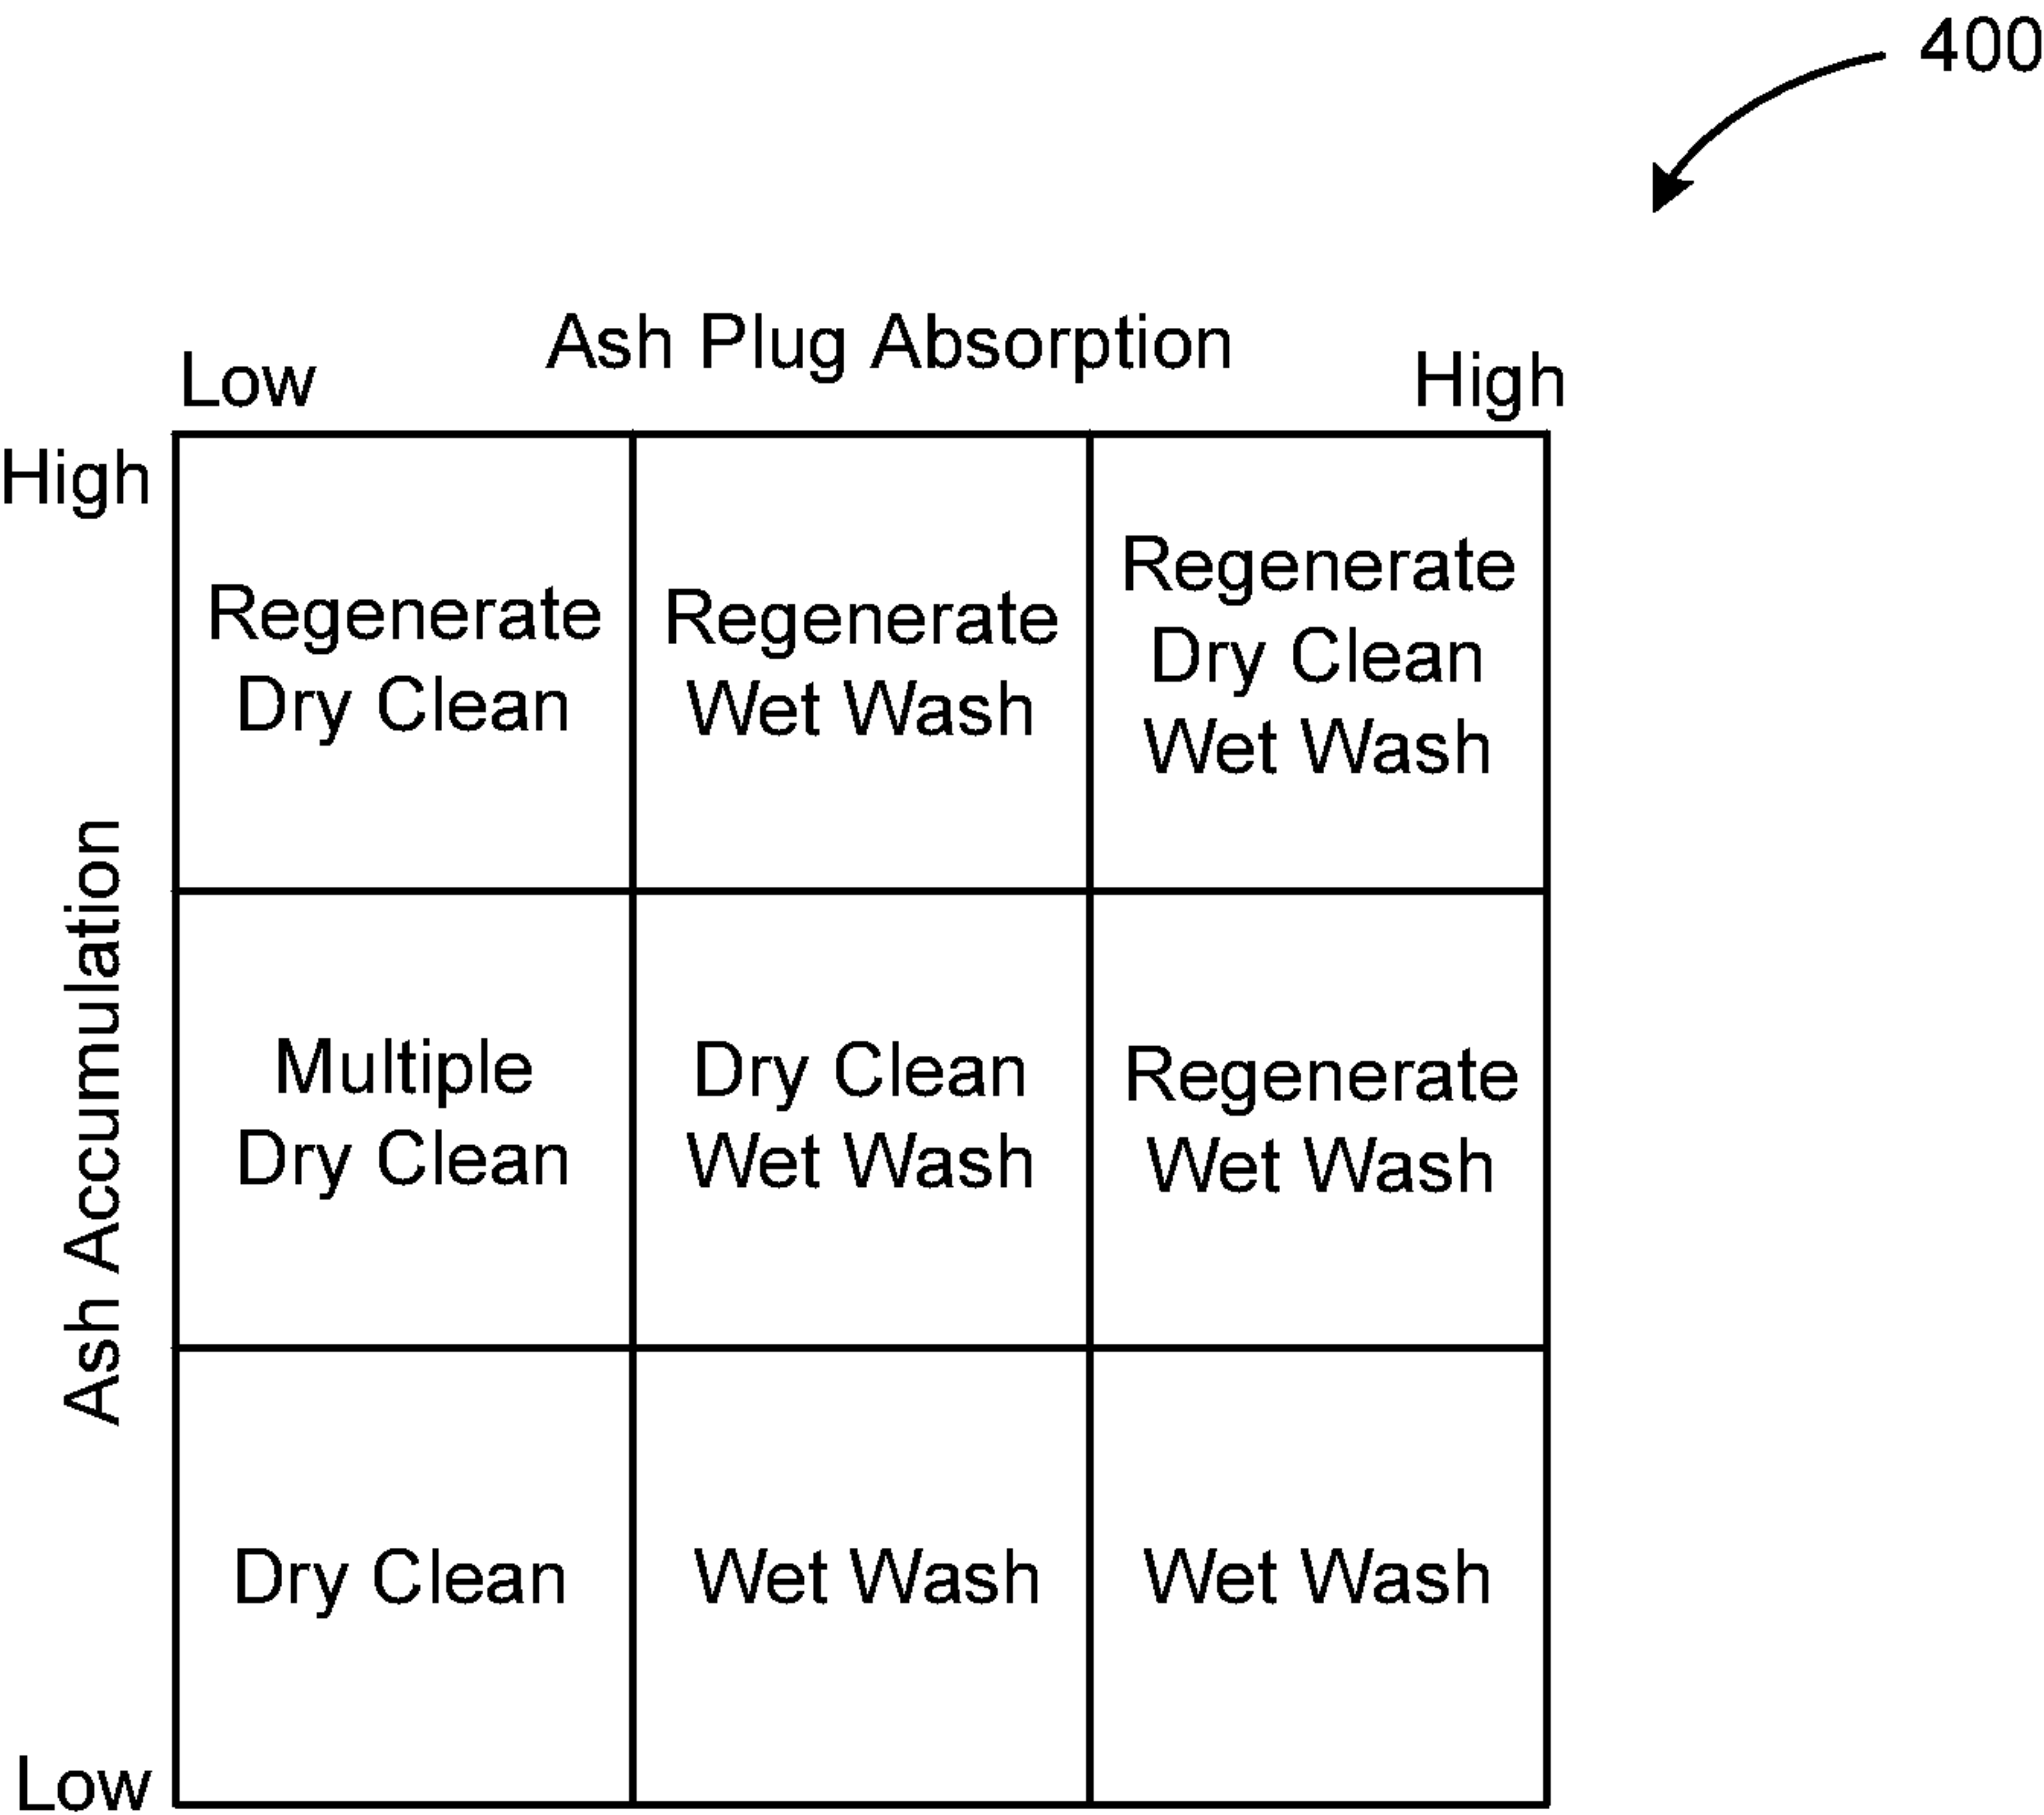 400
Ash Plug Absorption
Low
High
High
Regenerate
Dry Clean
Regenerate
Wet Wash
Regenerate
Dry Clean
Wet Wash
Ash Accumulation
Multiple
Dry Clean
Dry Clean
Wet Wash
Regenerate
Wet Wash
Dry Clean
Wet Wash
Wet Wash
Low